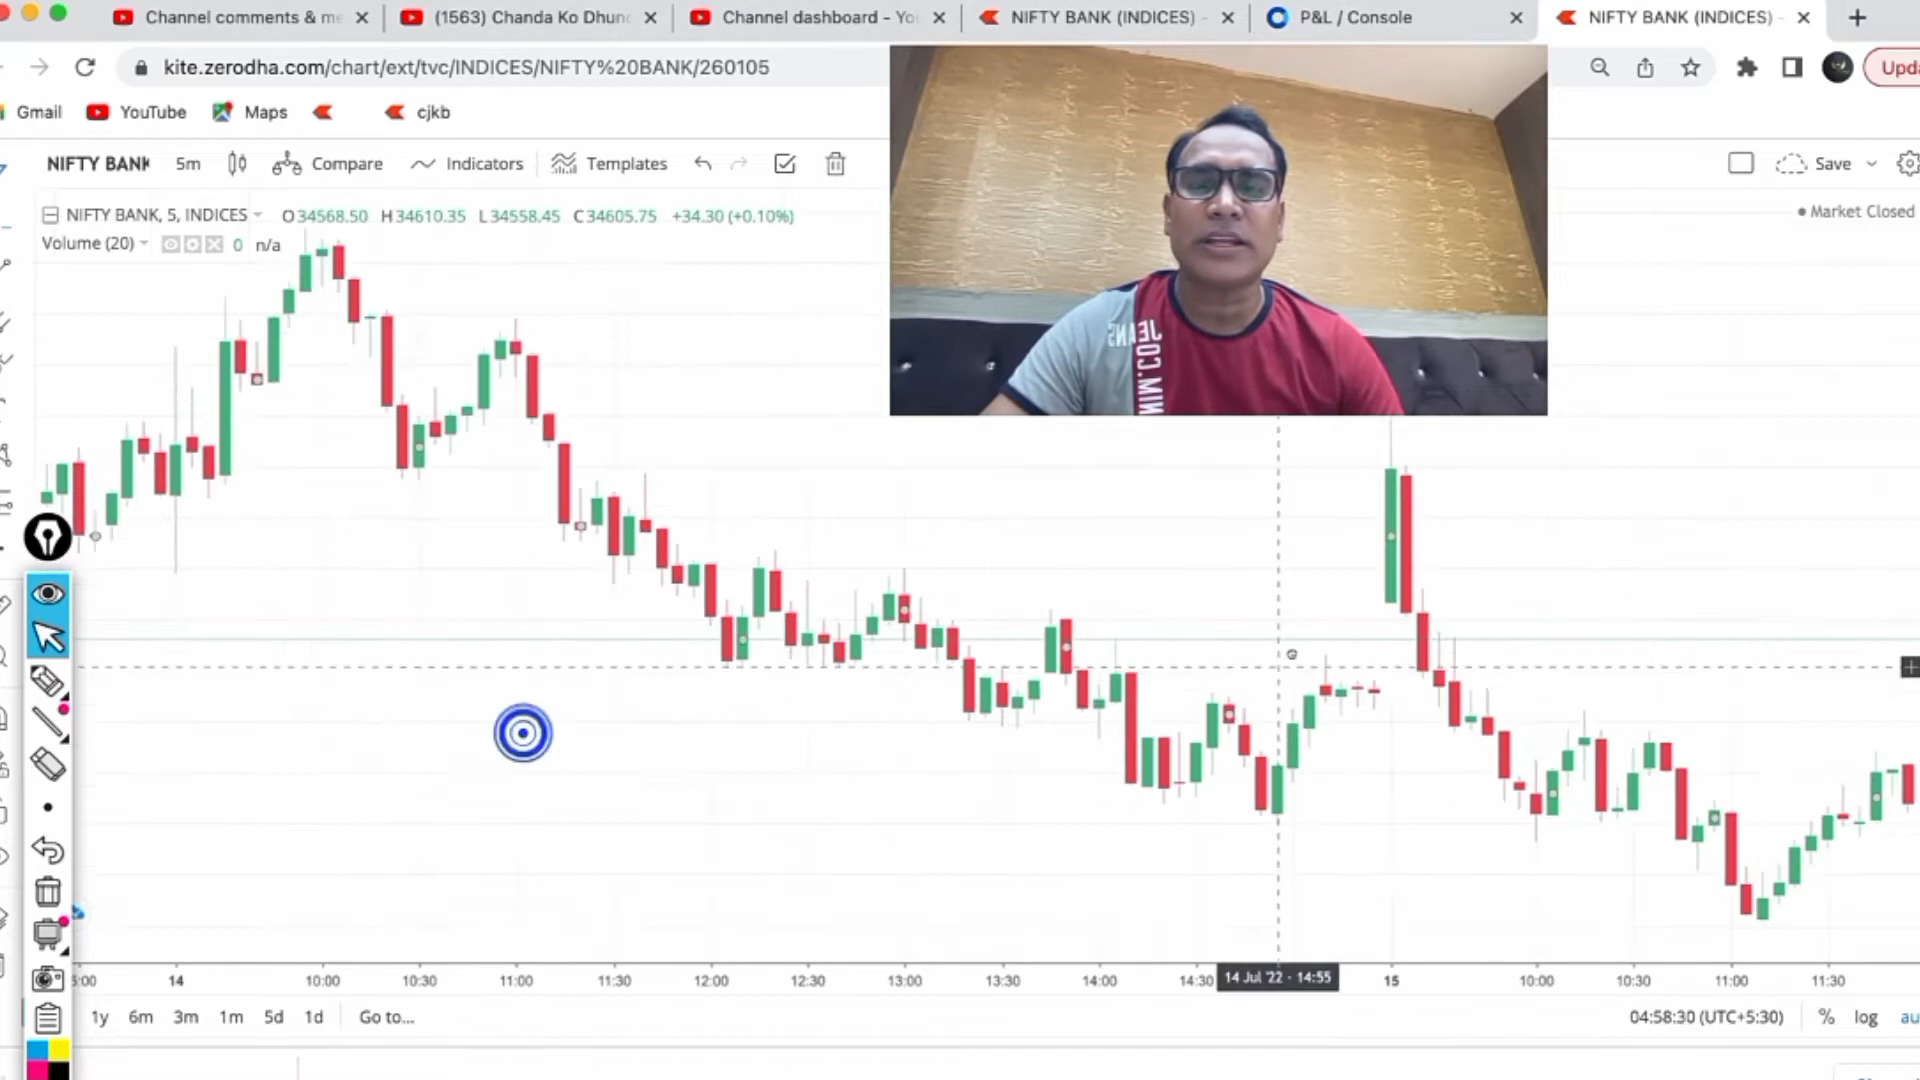 Channel comments & me
(1563) Chanda Ko Dhund
Channel dashboard - Yo
NIFTY BANK (INDICES) -
P&L / Console
NIFTY BANK (INDICES) -
kite.zerodha.com/chart/ext/tvc/INDICES/NIFTY%20BANK/260105
Upda
Gmail
YouTube
Maps
cjkb
NIFTY BANK
5m
Compare
Indicators
Templates
Save
NIFTY BANK, 5, INDICES
O34568.50 H34610.35 L34558.45 C34605.75 +34.30 (+0.10%)
Market Closed
Volume (20)
0 n/a
14 10:00 10:30 11:00 11:30 12:00 12:30 13:00 13:30 14:00 14:30 14 Jul '22 - 14:55 15 10:00 10:30 11:00 11:30
1y 6m 3m 1m 5d 1d Go to...
04:58:30 (UTC+5:30) % log au